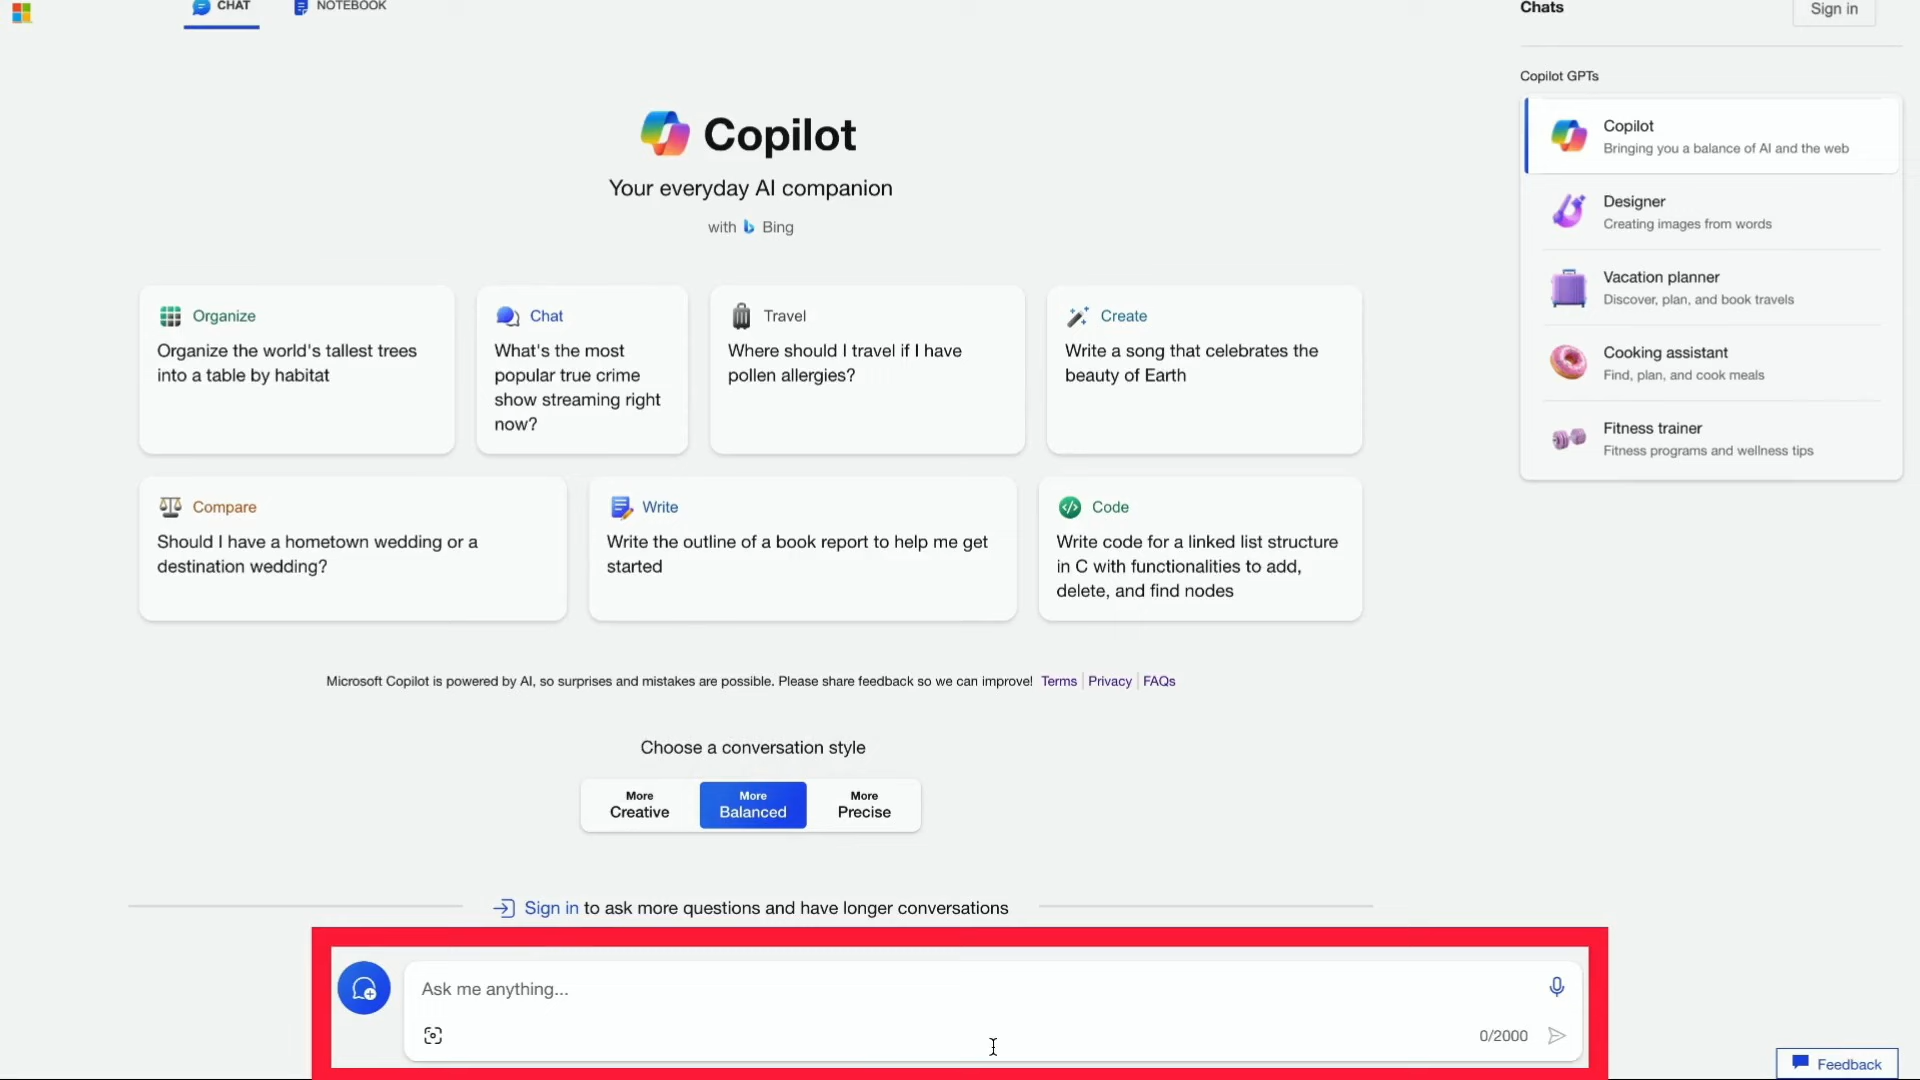 CHAT
NOTEBOOK
Chats
Sign in
Copilot GPTs
Copilot
Bringing you a balance of AI and the web
Designer
Creating images from words
Vacation planner
Discover, plan, and book travels
Cooking assistant
Find, plan, and cook meals
Fitness trainer
Fitness programs and wellness tips
Copilot
Your everyday AI companion
with Bing
Organize
Organize the world's tallest trees
into a table by habitat
Chat
What's the most
popular true crime
show streaming right
now?
Travel
Where should I travel if I have
pollen allergies?
Create
Write a song that celebrates the
beauty of Earth
Compare
Should I have a hometown wedding or a
destination wedding?
Write
Write the outline of a book report to help me get
started
Code
Write code for a linked list structure
in C with functionalities to add,
delete, and find nodes
Microsoft Copilot is powered by AI, so surprises and mistakes are possible. Please share feedback so we can improve! Terms Privacy FAQs
Choose a conversation style
More
Creative
More
Balanced
More
Precise
Sign in to ask more questions and have longer conversations
Ask me anything...
0/2000
Feedback